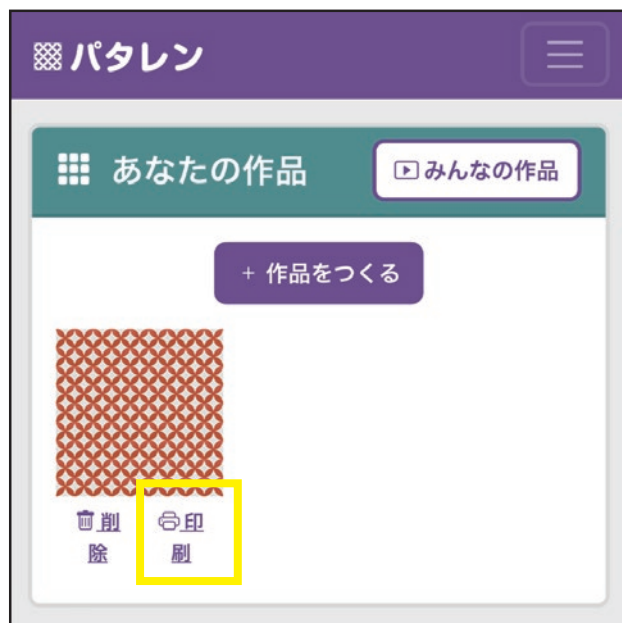 パタレン
あなたの作品
みんなの作品
+ 作品をつくる
削除
印刷